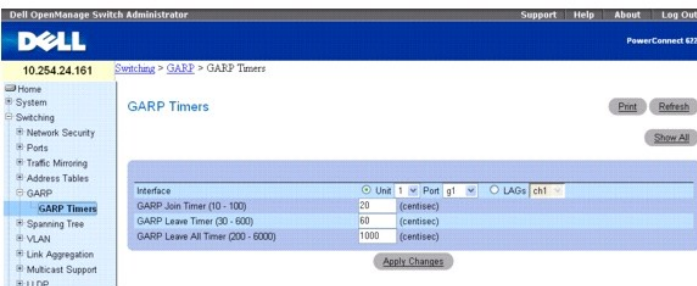 Dell OpenManage Switch Administrator
Support Help About Log Out
DELL
PowerConnect 622
10.254.24.161
Switching > GARP > GARP Timers
Home
System
Switching
Network Security
Ports
Traffic Mirroring
Address Tables
GARP
GARP Timers
Spanning Tree
VLAN
Link Aggregation
Multicast Support
LLDP
GARP Timers
Print Refresh
Show All
Interface Unit 1 Port g1 LAGs ch1
GARP Join Timer (10 - 100) 20 (centisec)
GARP Leave Timer (30 - 600) 60 (centisec)
GARP Leave All Timer (200 - 6000) 1000 (centisec)
Apply Changes